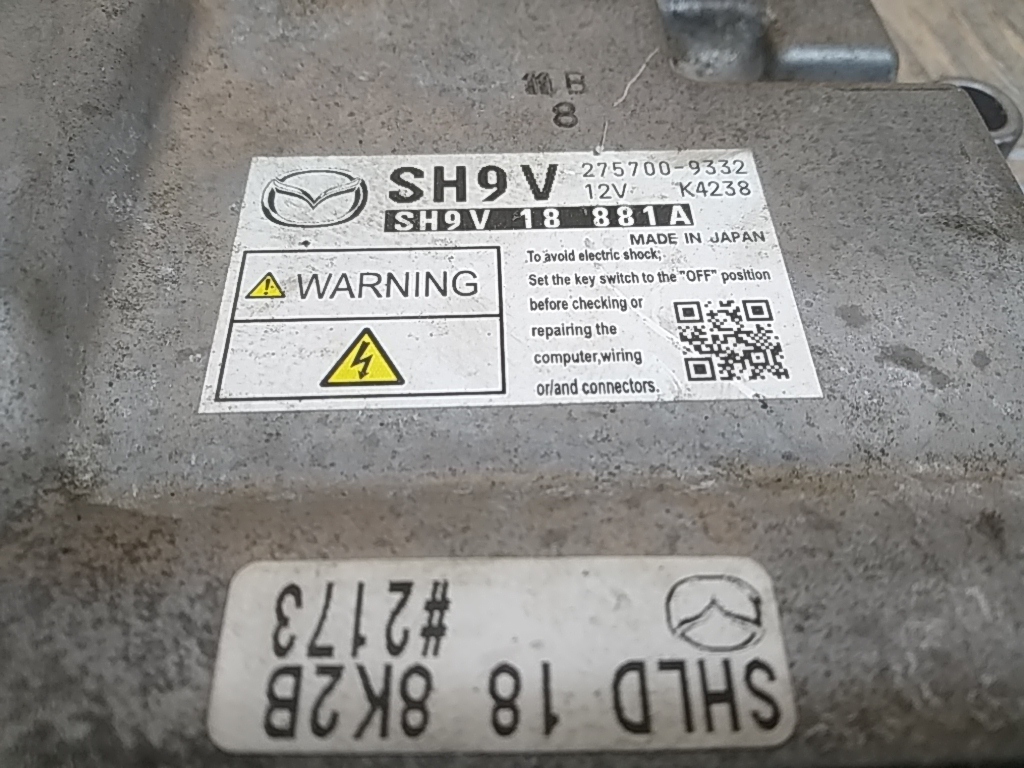 B
8
SH9V 275700-9332
12V K4238
SH9V 18 881A
MADE IN JAPAN
WARNING
To avoid electric shock;
Set the key switch to the "OFF" position
before checking or
repairing the
computer,wiring
or/and connectors.
SHLD 18 8K2B
#2173